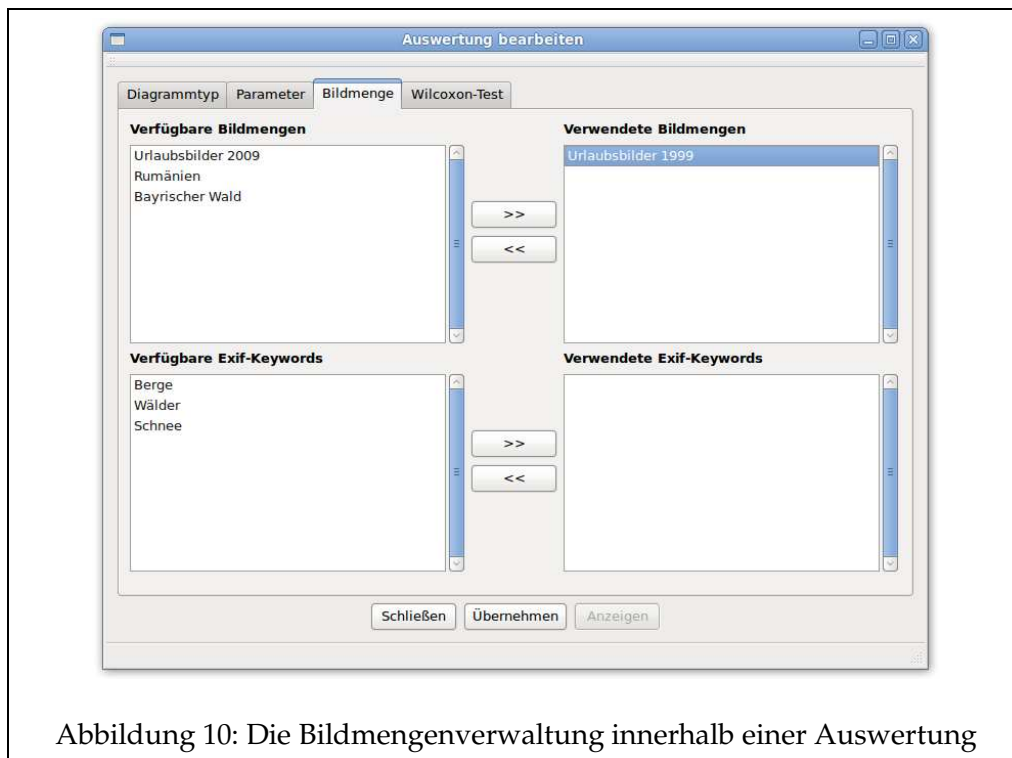 Auswertung bearbeiten
Diagrammtyp Parameter Bildmenge Wilcoxon-Test
Verfügbare Bildmengen
Urlaubsbilder 2009
Rumänien
Bayrischer Wald
>>
<<
Verwendete Bildmengen
Urlaubsbilder 1999
Verfügbare Exif-Keywords
Berge
Wälder
Schnee
>>
<<
Verwendete Exif-Keywords
Schließen Übernehmen Anzeigen
Abbildung 10: Die Bildmengenverwaltung innerhalb einer Auswertung